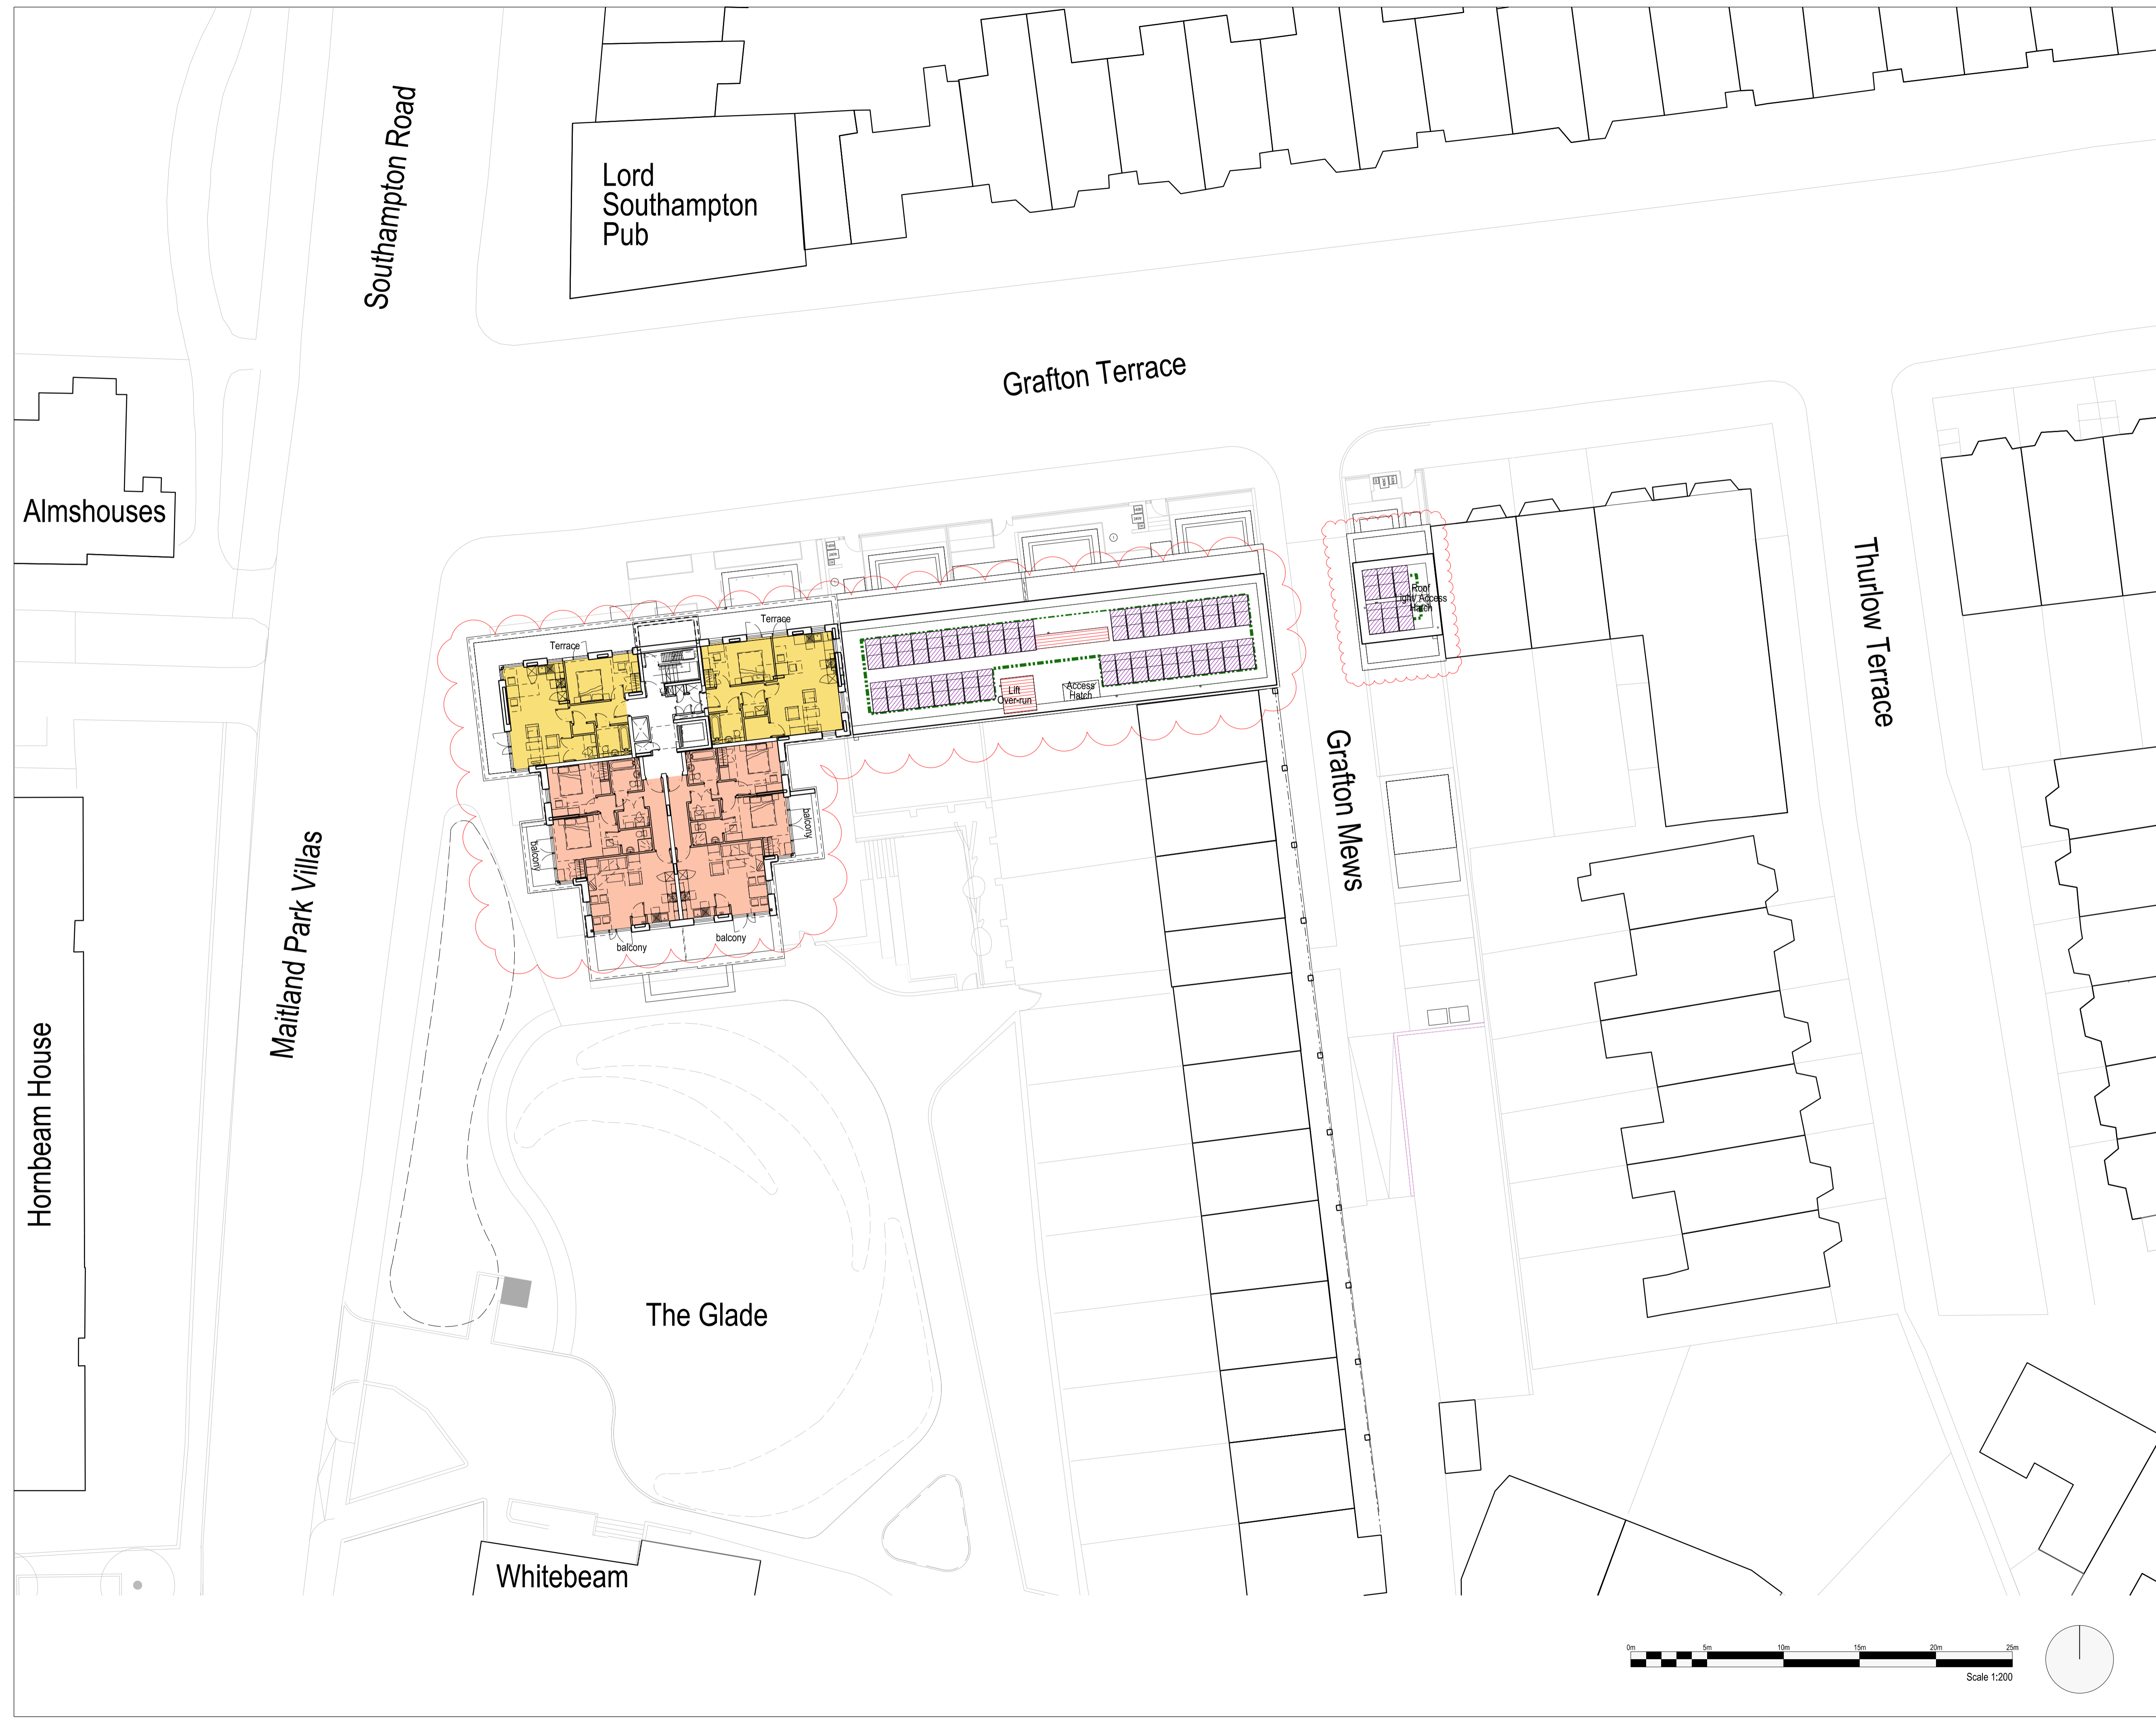 Southampton Road
Lord
Southampton
Pub
Grafton Terrace
Almshouses
Thurlow Terrace
Terrace
Terrace
Lift
Over-run
Access
Hatch
Roof
light/ Access
Hatch
Grafton Mews
balcony
balcony
balcony
balcony
Maitland Park Villas
Hornbeam House
The Glade
Whitebeam
0m 5m 10m 15m 20m 25m
Scale 1:200